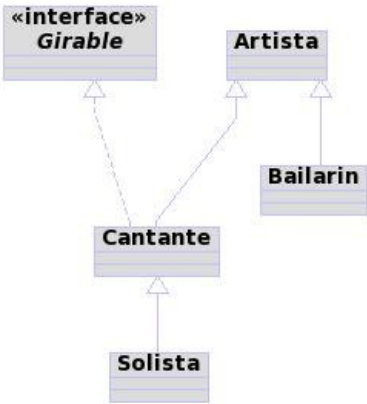 «interface»
Girable
Artista
Bailarin
Cantante
Solista